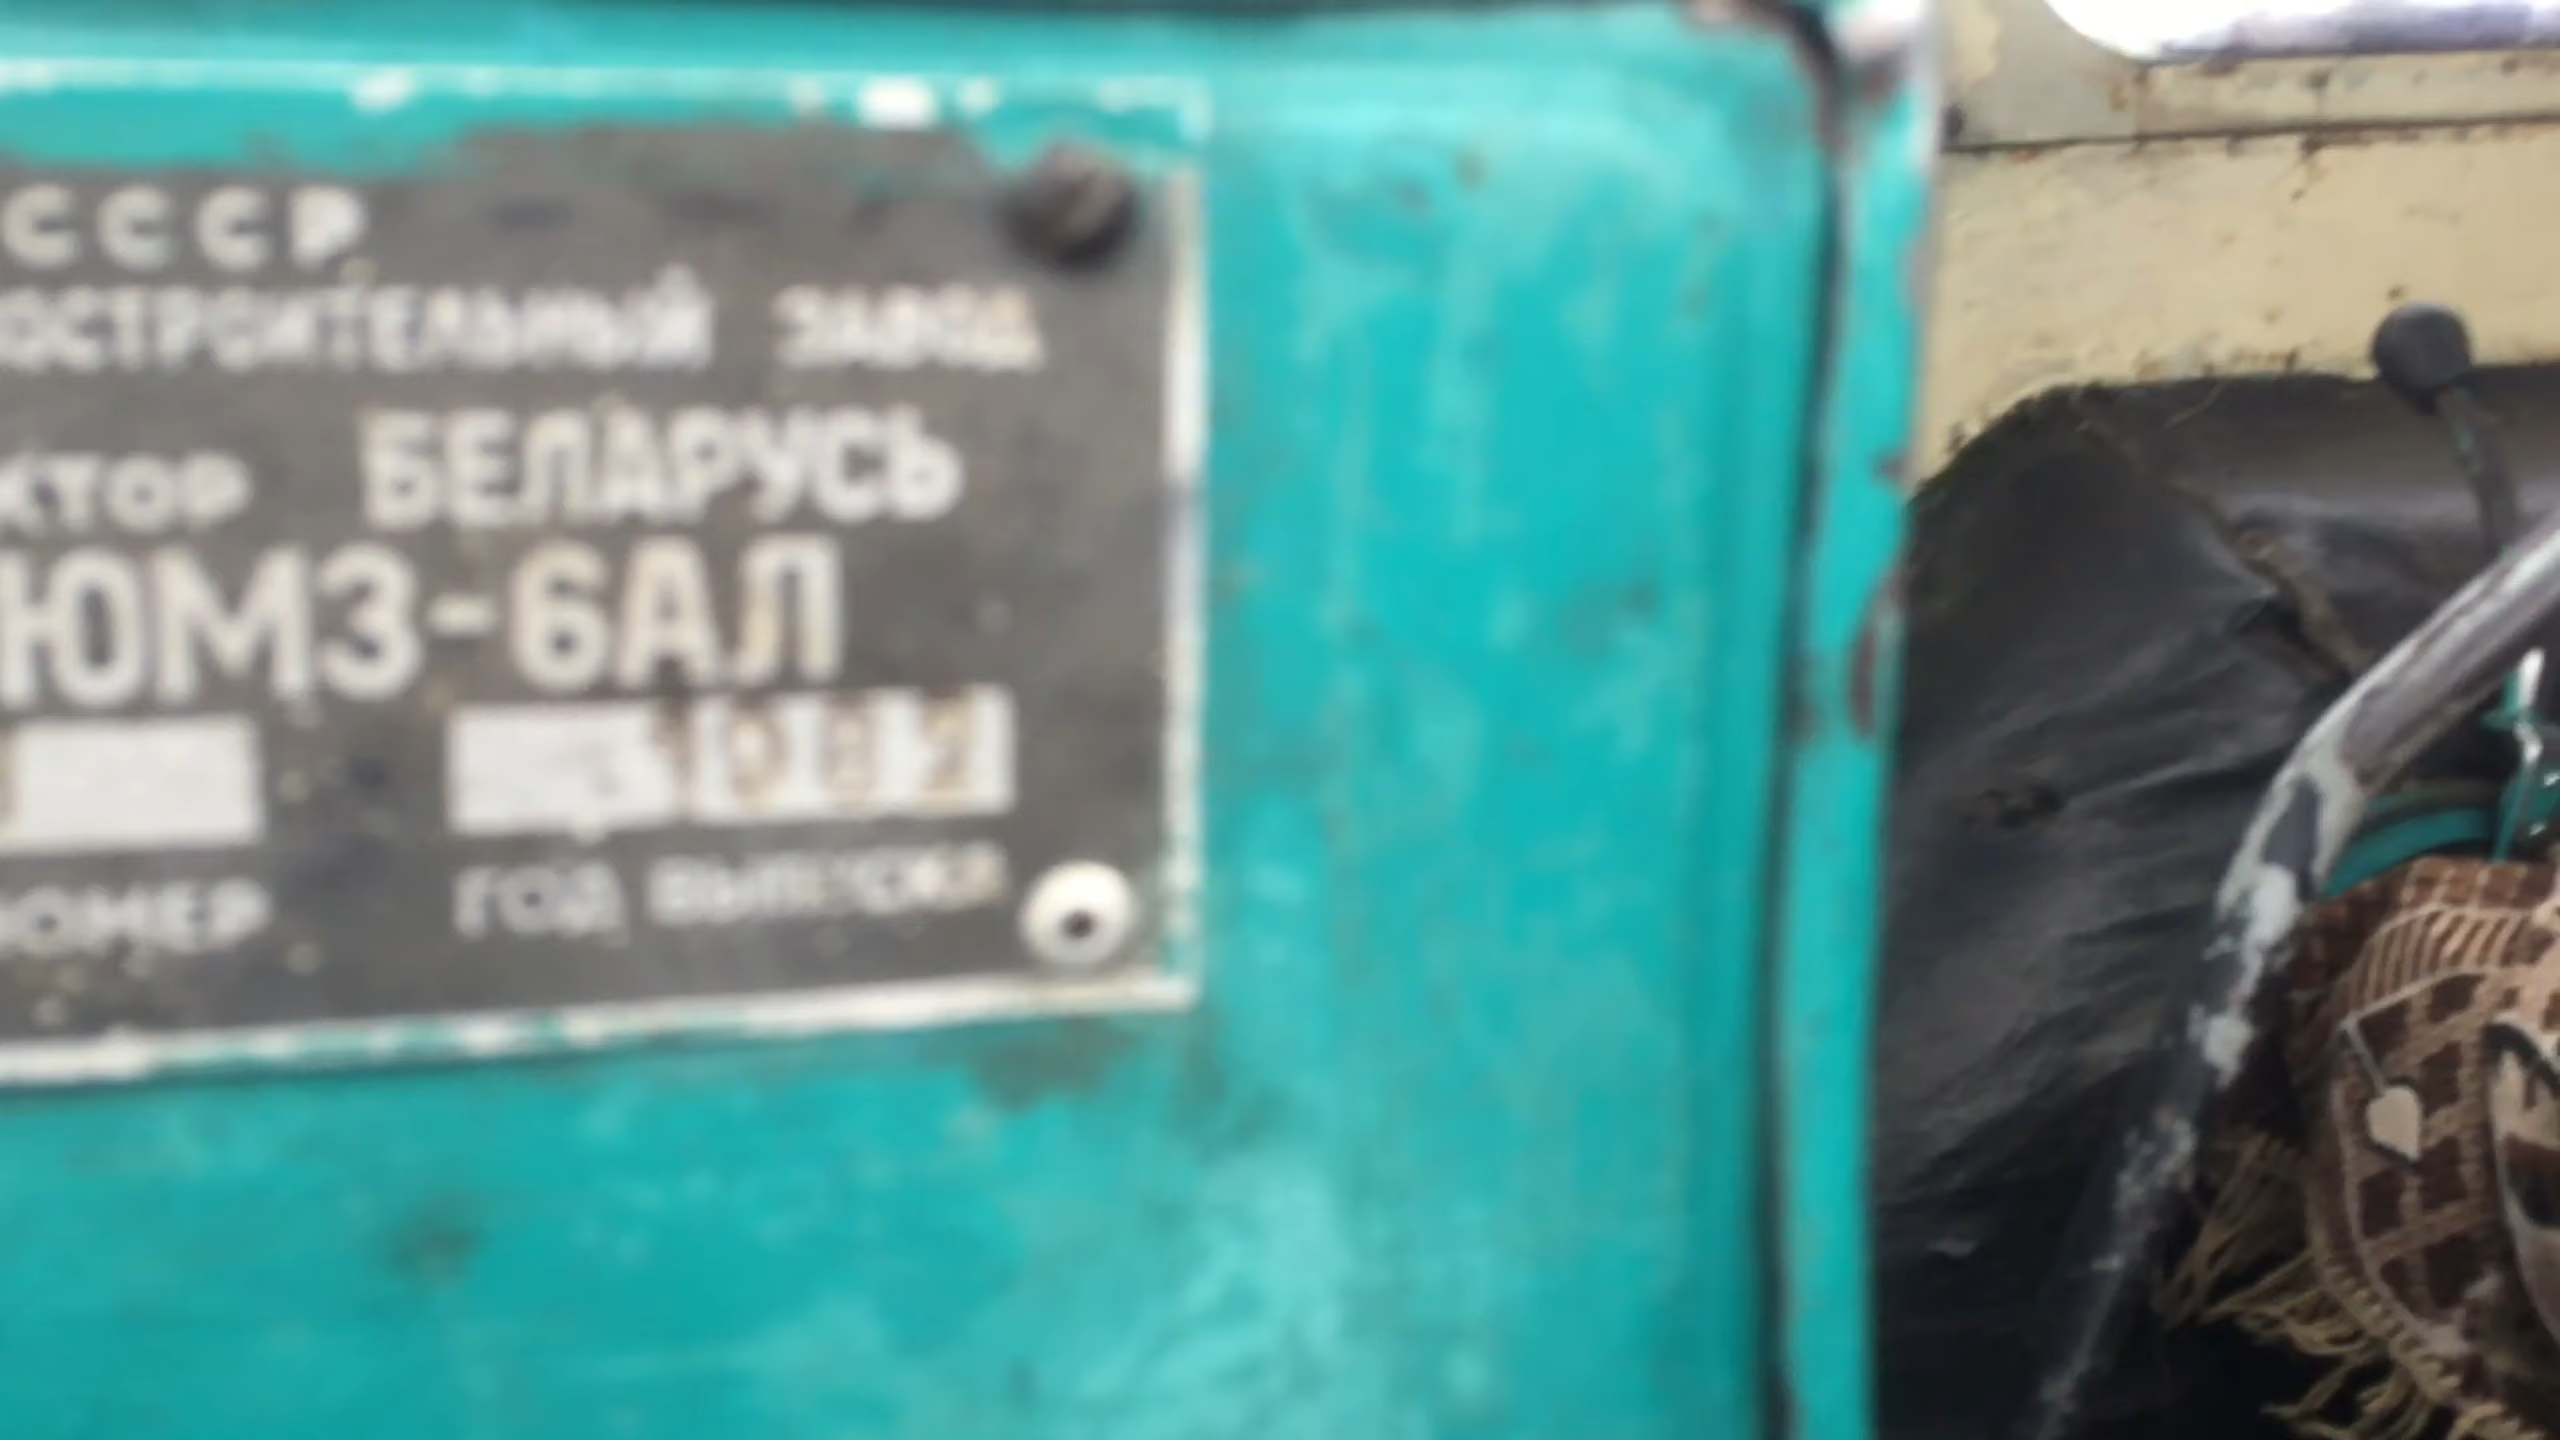 СССР
ОСТРОИТЕЛЬНЫЙ ЗАВОД
КТОР БЕЛАРУСЬ
ЮМЗ-6АЛ
НОМЕР ГОД ВЫПУСКА